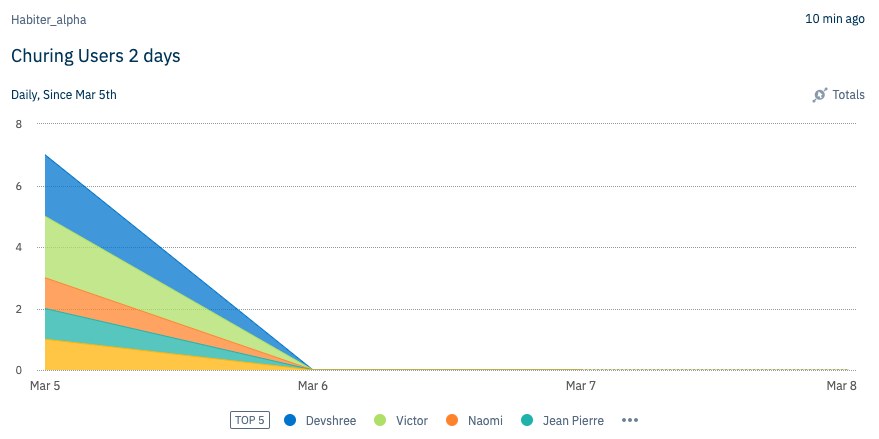 Habiter_alpha
10 min ago
Churing Users 2 days
Daily, Since Mar 5th
Totals
8
6
4
2
0
Mar 5 Mar 6 Mar 7 Mar 8
TOP 5 Devshree Victor Naomi Jean Pierre •••